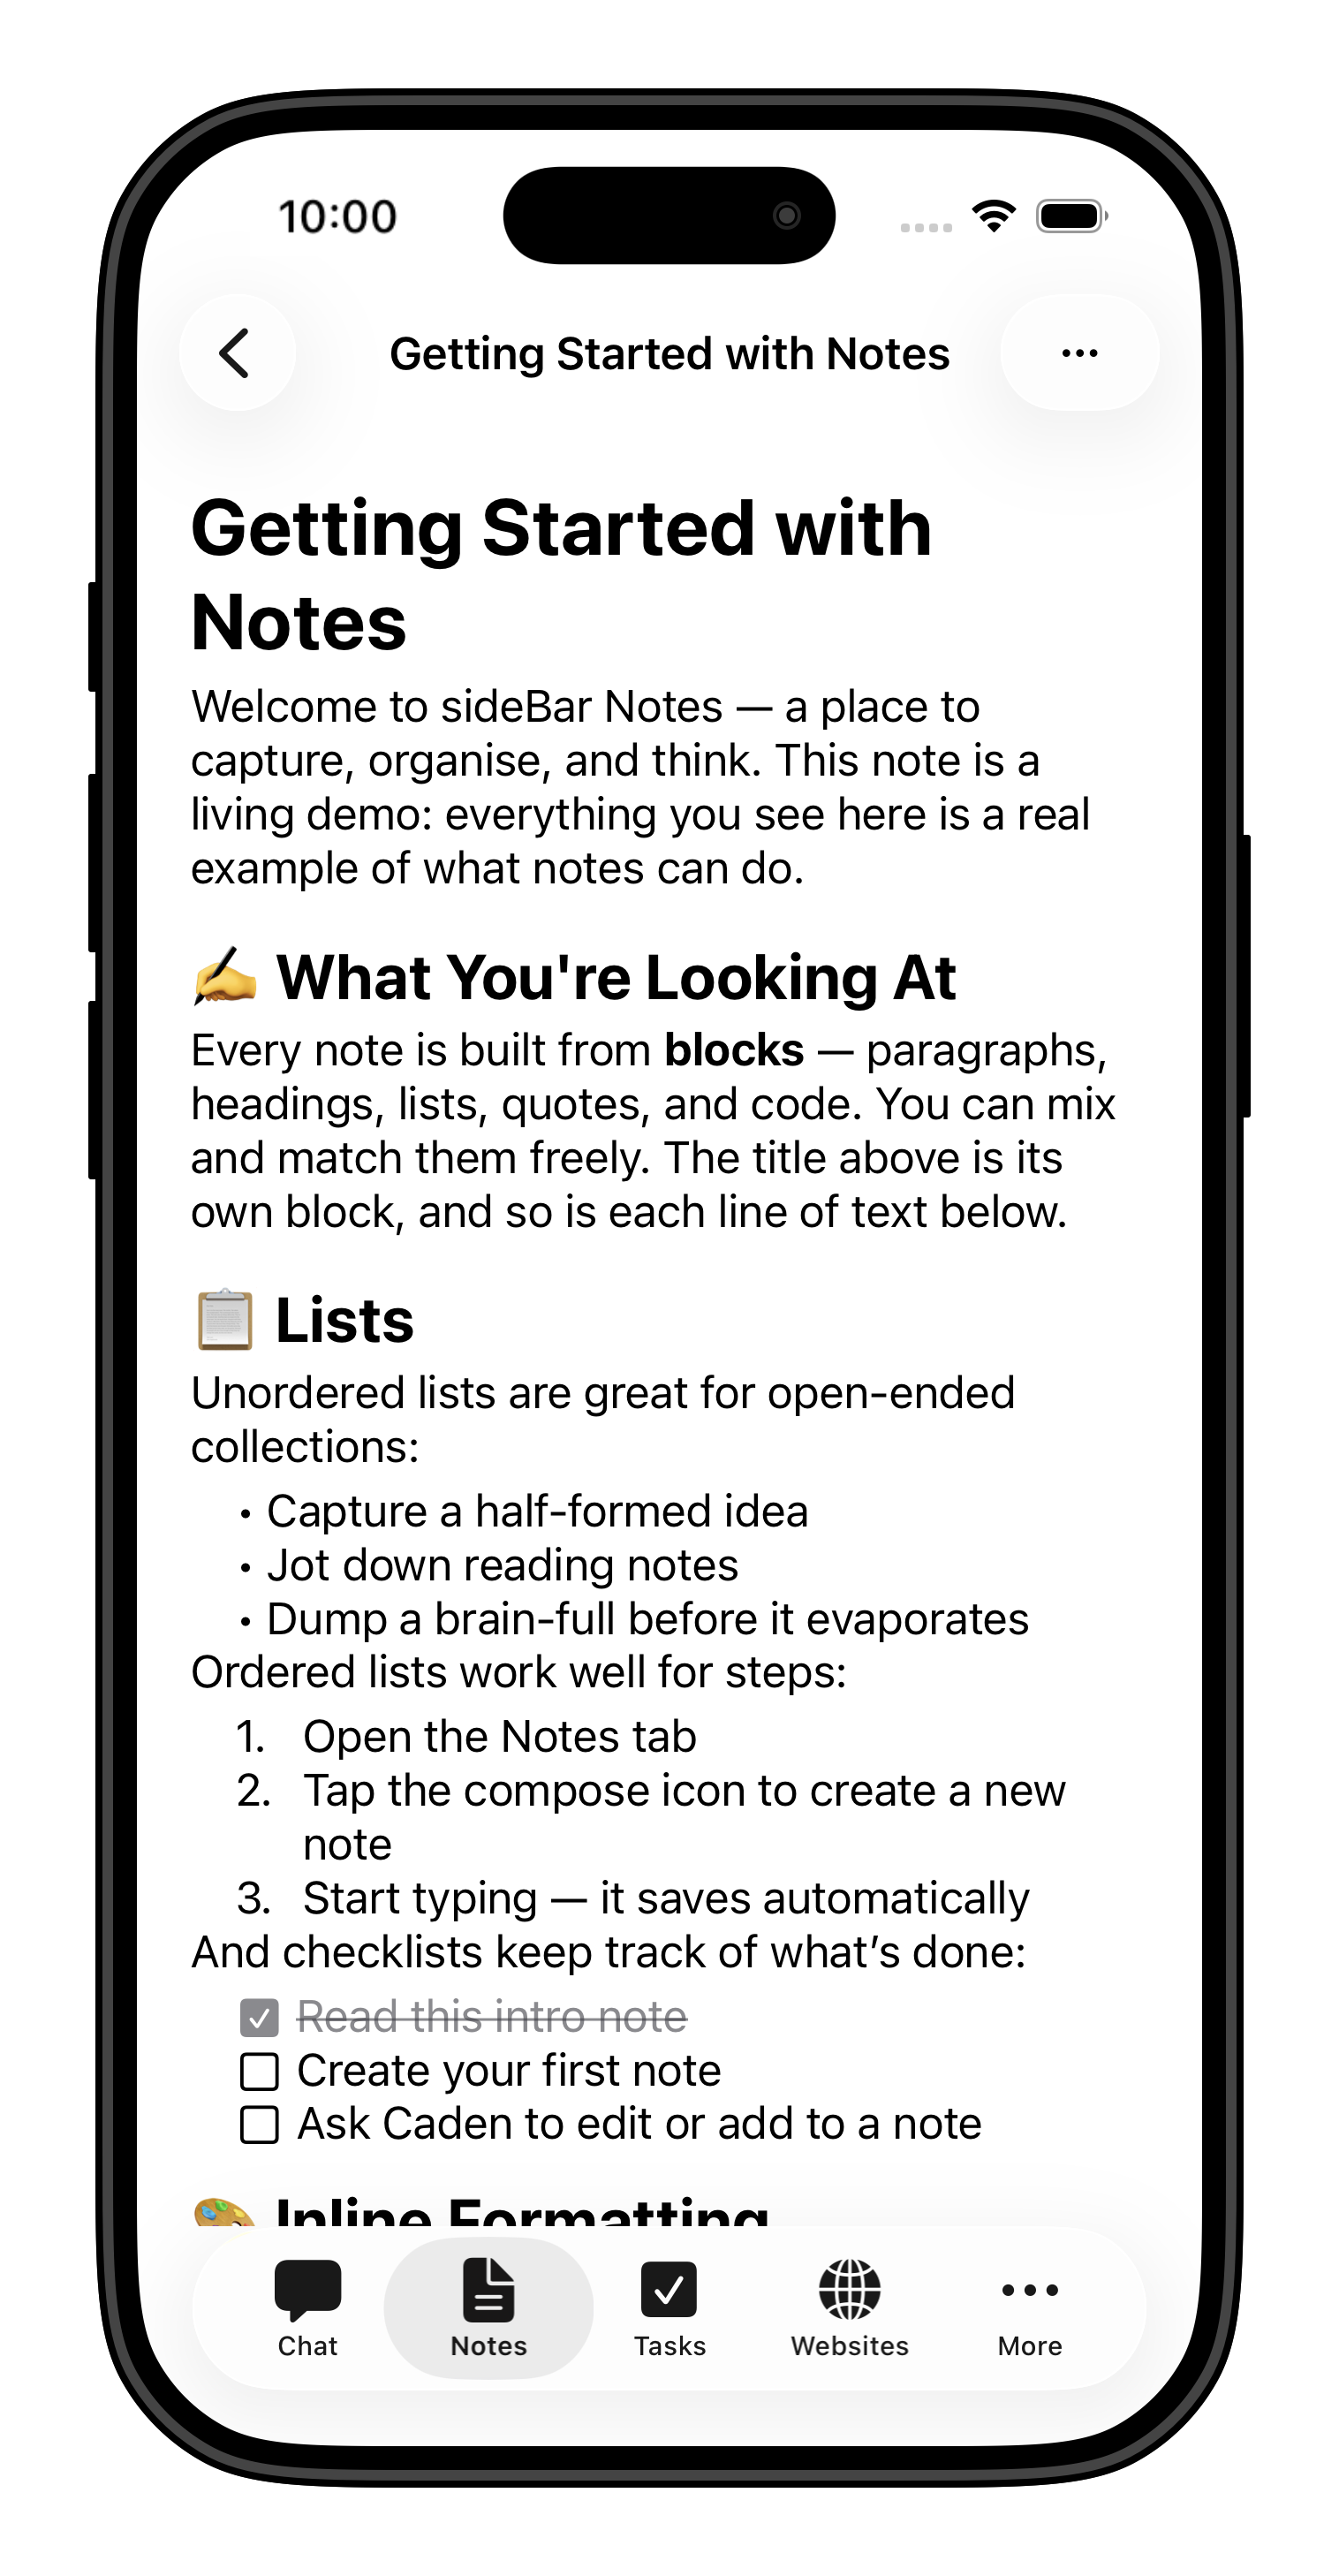 10:00
Getting Started with Notes
Getting Started with
Notes
Welcome to sideBar Notes — a place to
capture, organise, and think. This note is a
living demo: everything you see here is a real
example of what notes can do.
✍️ What You're Looking At
Every note is built from blocks — paragraphs,
headings, lists, quotes, and code. You can mix
and match them freely. The title above is its
own block, and so is each line of text below.
📋 Lists
Unordered lists are great for open-ended
collections:
• Capture a half-formed idea
• Jot down reading notes
• Dump a brain-full before it evaporates
Ordered lists work well for steps:
1. Open the Notes tab
2. Tap the compose icon to create a new
note
3. Start typing — it saves automatically
And checklists keep track of what’s done:
Read this intro note
Create your first note
Ask Caden to edit or add to a note
🎨 Inline Formatting
Chat
Notes
Tasks
Websites
More